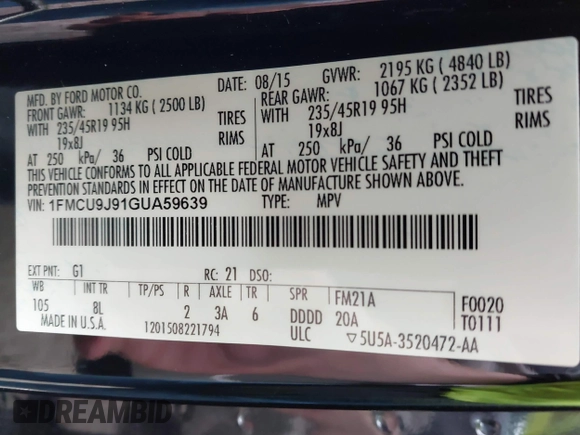 MFD. BY FORD MOTOR CO.
DATE: 08/15 GVWR: 2195 KG ( 4840 LB)
FRONT GAWR: 1134 KG ( 2500 LB) REAR GAWR: 1067 KG ( 2352 LB)
WITH 235/45R19 95H TIRES WITH 235/45R19 95H TIRES
19x8J RIMS 19x8J RIMS
AT 250 kPa/ 36 PSI COLD AT 250 kPa/ 36 PSI COLD
THIS VEHICLE CONFORMS TO ALL APPLICABLE FEDERAL MOTOR VEHICLE SAFETY AND THEFT
PREVENTION STANDARDS IN EFFECT ON THE DATE OF MANUFACTURE SHOWN ABOVE.
VIN: 1FMCU9J91GUA59639 TYPE: MPV
EXT PNT: G1 RC: 21 DSO:
WB INT TR TP/PS R AXLE TR SPR FM21A F0020
105 8L 2 3A 6 DDDD 20A T0111
MADE IN U.S.A. 1201508221794 ULC ▽5U5A-3520472-AA
DREAMBID